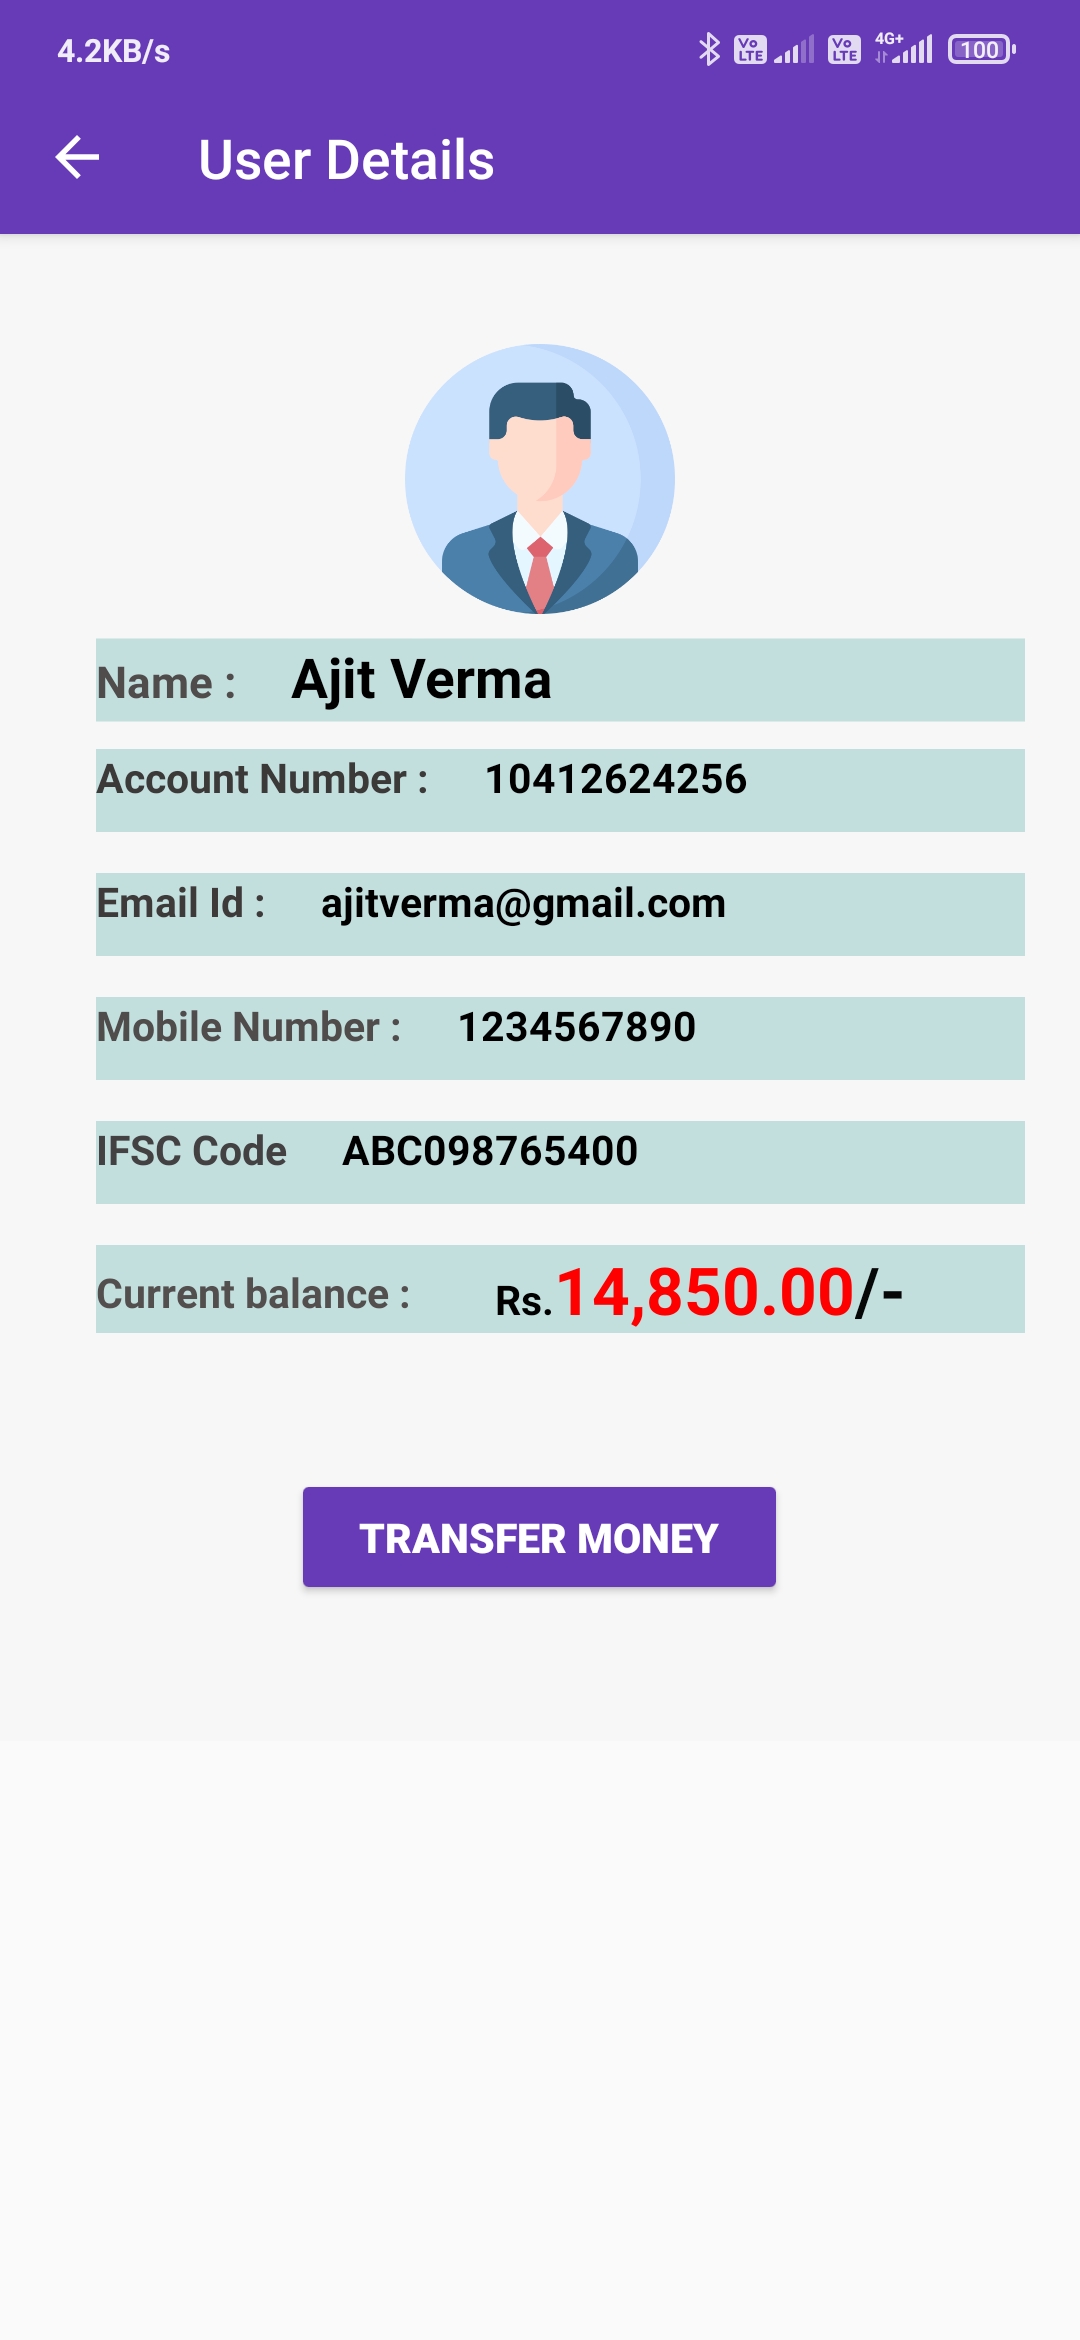 4.2KB/s Vo LTE Vo LTE 4G+ 100
User Details
Name : Ajit Verma
Account Number : 10412624256
Email Id : ajitverma@gmail.com
Mobile Number : 1234567890
IFSC Code ABC098765400
Current balance : Rs.14,850.00/-
TRANSFER MONEY